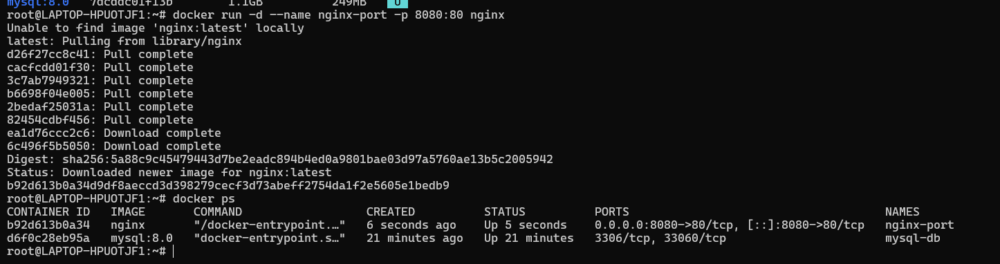 mysql:8.0   7dcddc01f13b        1.1GB          249MB   U
root@LAPTOP-HPUOTJF1:~# docker run -d --name nginx-port -p 8080:80 nginx
Unable to find image 'nginx:latest' locally
latest: Pulling from library/nginx
d26f27cc8c41: Pull complete
cacfcdd01f30: Pull complete
3c7ab7949321: Pull complete
b6698f04e005: Pull complete
2bedaf25031a: Pull complete
82454cdbf456: Pull complete
ea1d76ccc2c6: Download complete
6c496f5b5050: Download complete
Digest: sha256:5a88c9c45479443d7be2eadc894b4ed0a9801bae03d97a5760ae13b5c2005942
Status: Downloaded newer image for nginx:latest
b92d613b0a34d9df8aeccd3d398279cecf3d73abeff2754da1f2e5605e1bedb9
root@LAPTOP-HPUOTJF1:~# docker ps
CONTAINER ID   IMAGE       COMMAND                  CREATED          STATUS          PORTS                                     NAMES
b92d613b0a34   nginx       "/docker-entrypoint.…"   6 seconds ago    Up 5 seconds    0.0.0.0:8080->80/tcp, [::]:8080->80/tcp   nginx-port
d6f0c28eb95a   mysql:8.0   "docker-entrypoint.s…"   21 minutes ago   Up 21 minutes   3306/tcp, 33060/tcp                       mysql-db
root@LAPTOP-HPUOTJF1:~#